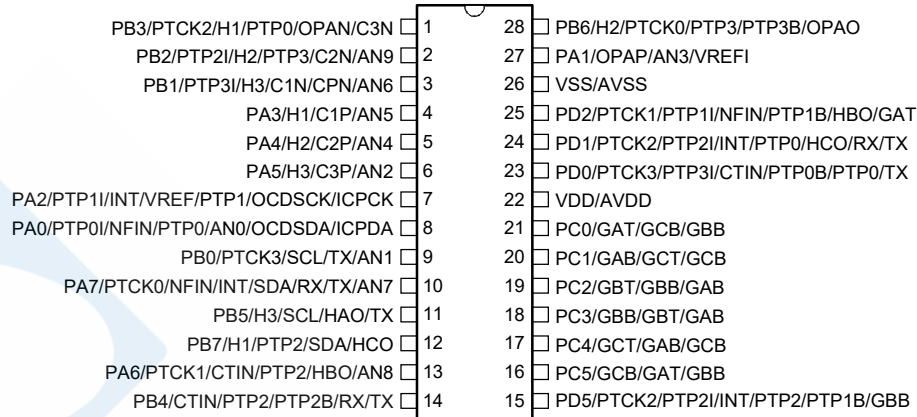 PB3/PTCK2/H1/PTP0/OPAN/C3N 1 28 PB6/H2/PTCK0/PTP3/PTP3B/OPAO
PB2/PTP2I/H2/PTP3/C2N/AN9 2 27 PA1/OPAP/AN3/VREFI
PB1/PTP3I/H3/C1N/CPN/AN6 3 26 VSS/AVSS
PA3/H1/C1P/AN5 4 25 PD2/PTCK1/PTP1I/NFIN/PTP1B/HBO/GAT
PA4/H2/C2P/AN4 5 24 PD1/PTCK2/PTP2I/INT/PTP0/HCO/RX/TX
PA5/H3/C3P/AN2 6 23 PD0/PTCK3/PTP3I/CTIN/PTP0B/PTP0/TX
PA2/PTP1I/INT/VREF/PTP1/OCDSCK/ICPCK 7 22 VDD/AVDD
PA0/PTP0I/NFIN/PTP0/AN0/OCDSDA/ICPDA 8 21 PC0/GAT/GCB/GBB
PB0/PTCK3/SCL/TX/AN1 9 20 PC1/GAB/GCT/GCB
PA7/PTCK0/NFIN/INT/SDA/RX/TX/AN7 10 19 PC2/GBT/GBB/GAB
PB5/H3/SCL/HAO/TX 11 18 PC3/GBB/GBT/GAB
PB7/H1/PTP2/SDA/HCO 12 17 PC4/GCT/GAB/GCB
PA6/PTCK1/CTIN/PTP2/HBO/AN8 13 16 PC5/GCB/GAT/GBB
PB4/CTIN/PTP2/PTP2B/RX/TX 14 15 PD5/PTCK2/PTP2I/INT/PTP2/PTP1B/GBB